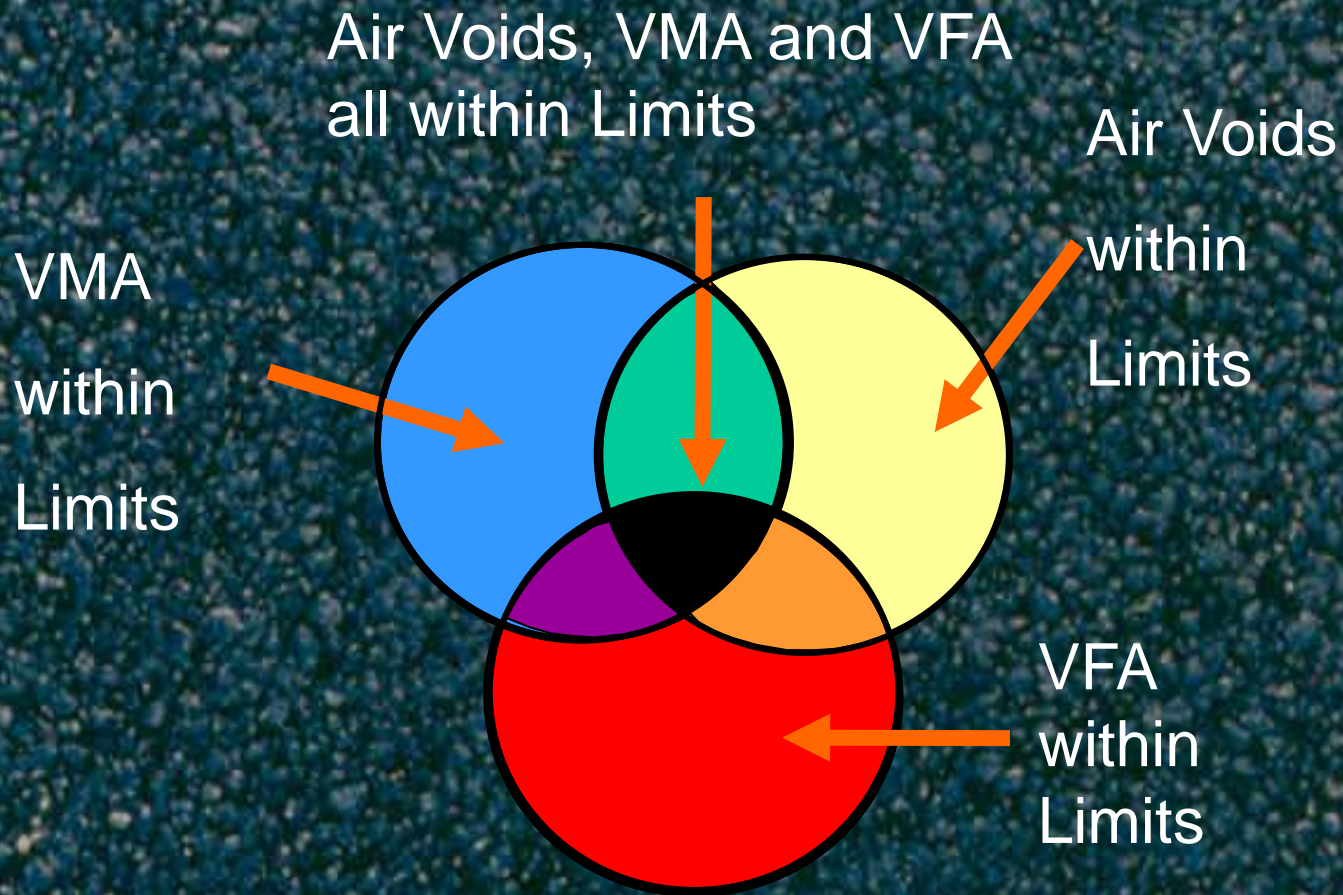 Air Voids, VMA and VFA
all within Limits
Air Voids
within
Limits
VMA
within
Limits
VFA
within
Limits